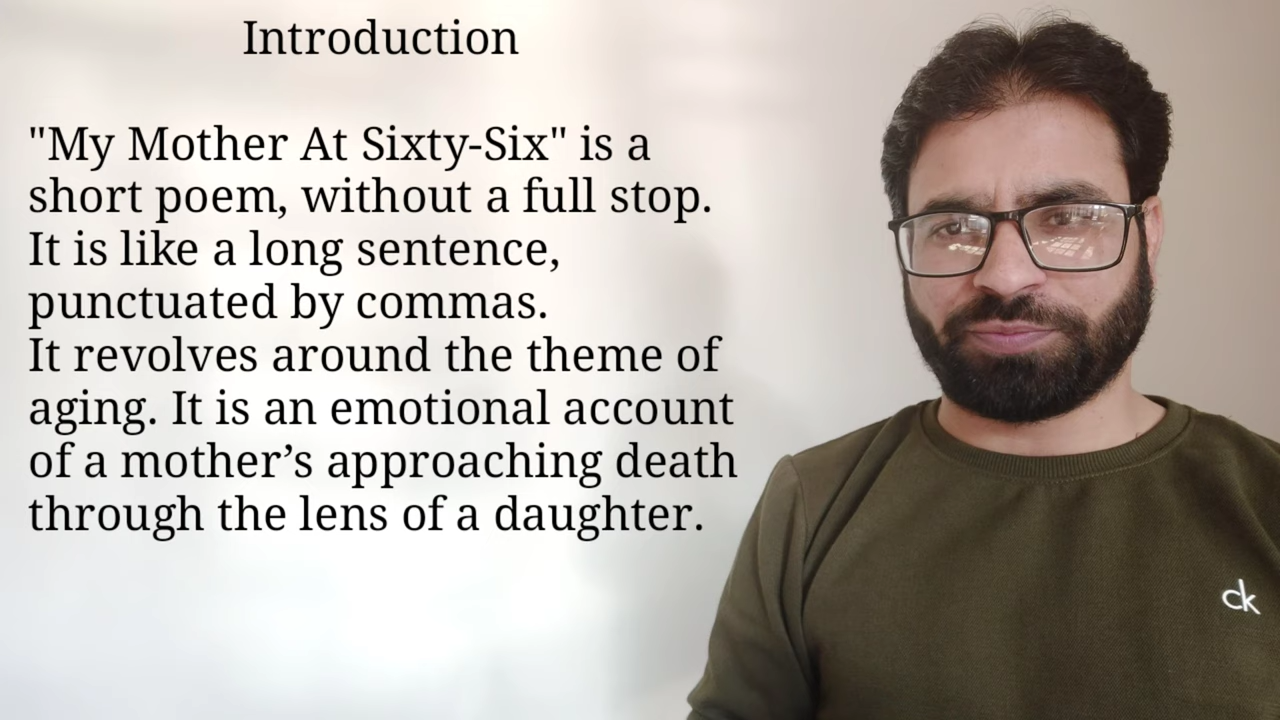 Introduction
"My Mother At Sixty-Six" is a
short poem, without a full stop.
It is like a long sentence,
punctuated by commas.
It revolves around the theme of
aging. It is an emotional account
of a mother’s approaching death
through the lens of a daughter.
ck